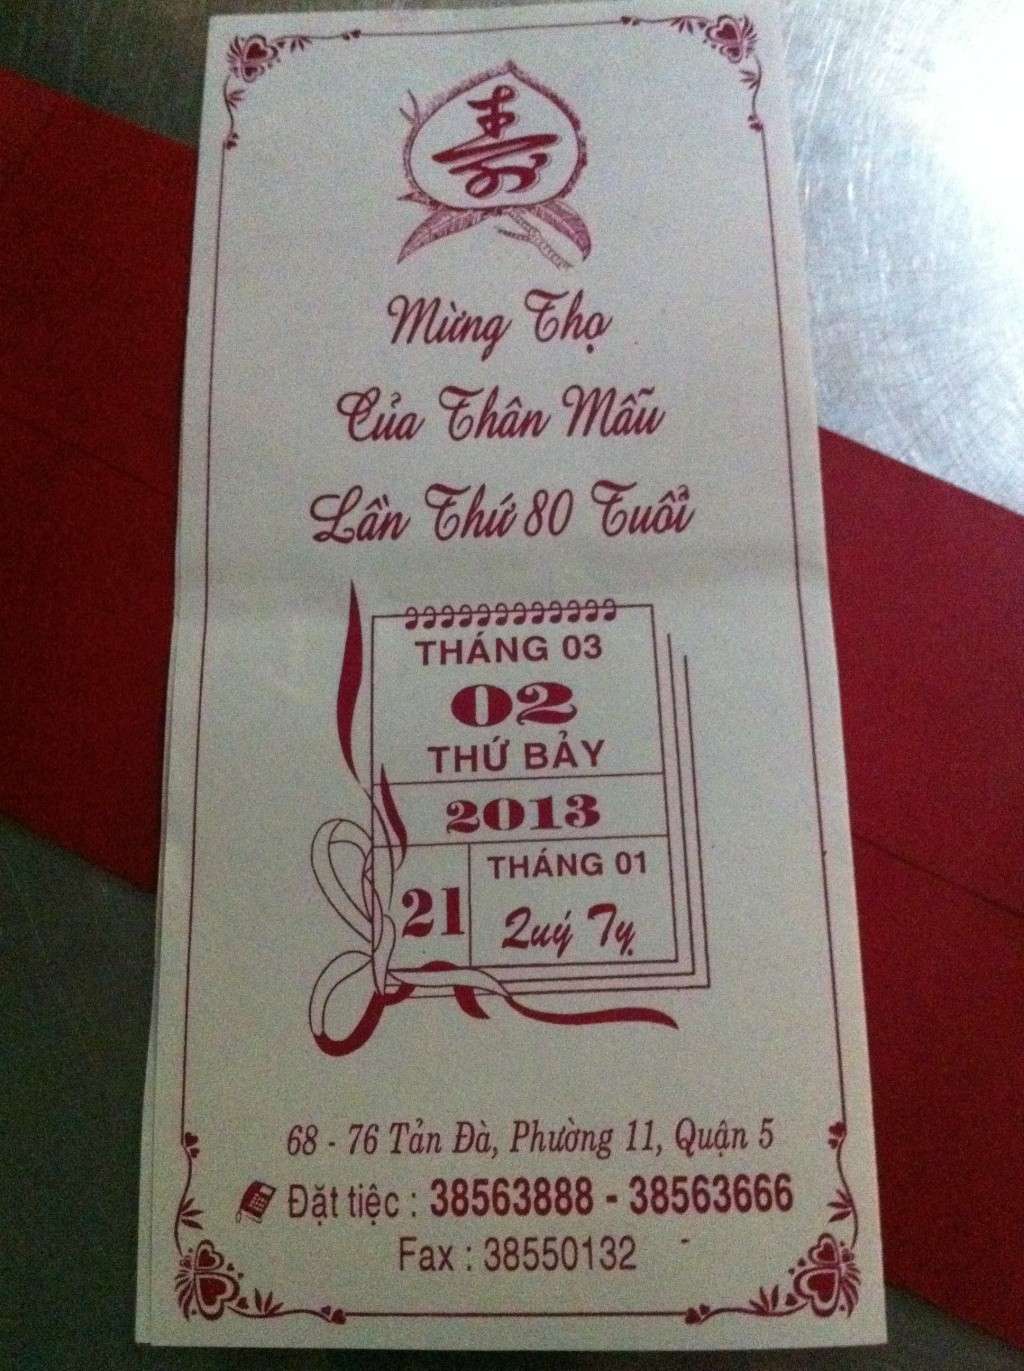 壽
Mừng Thọ
Của Thân Mẫu
Lần Thứ 80 Tuổi
THÁNG 03
02
THỨ BẢY
2013
21
THÁNG 01
Quý Tỵ
68 - 76 Tản Đà, Phường 11, Quận 5
Đặt tiệc : 38563888 - 38563666
Fax : 38550132